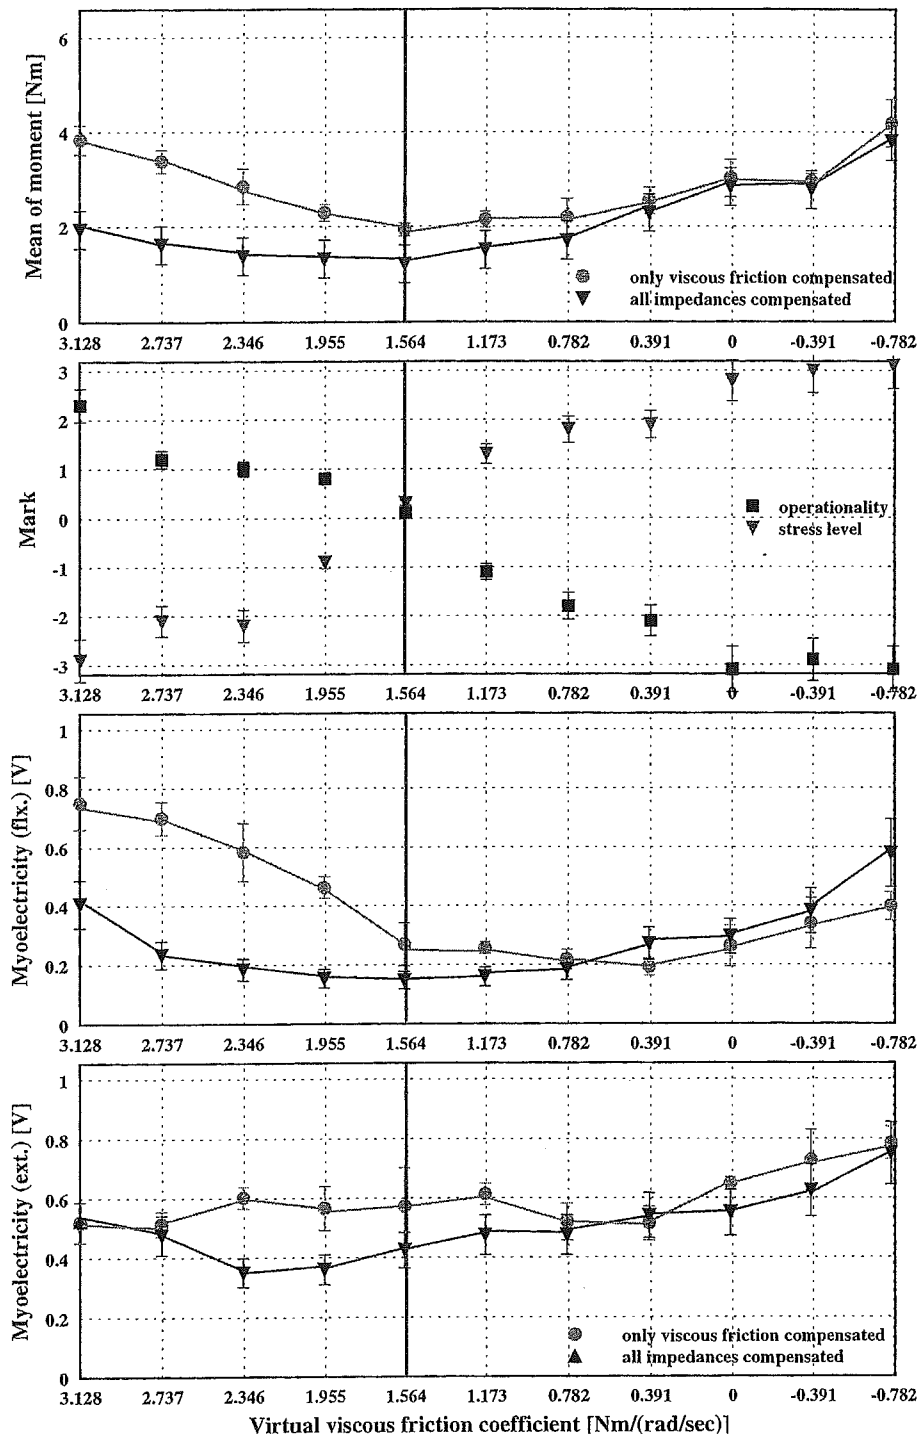 Mean of moment [Nm]
6
4
2
0
only viscous friction compensated
all impedances compensated
3.128 2.737 2.346 1.955 1.564 1.173 0.782 0.391 0 -0.391 -0.782
Mark
3
2
1
0
-1
-2
-3
operationality
stress level
3.128 2.737 2.346 1.955 1.564 1.173 0.782 0.391 0 -0.391 -0.782
Myoelectricity (flx.) [V]
1
0.8
0.6
0.4
0.2
0
3.128 2.737 2.346 1.955 1.564 1.173 0.782 0.391 0 -0.391 -0.782
Myoelectricity (ext.) [V]
1
0.8
0.6
0.4
0.2
0
only viscous friction compensated
all impedances compensated
3.128 2.737 2.346 1.955 1.564 1.173 0.782 0.391 0 -0.391 -0.782
Virtual viscous friction coefficient [Nm/(rad/sec)]